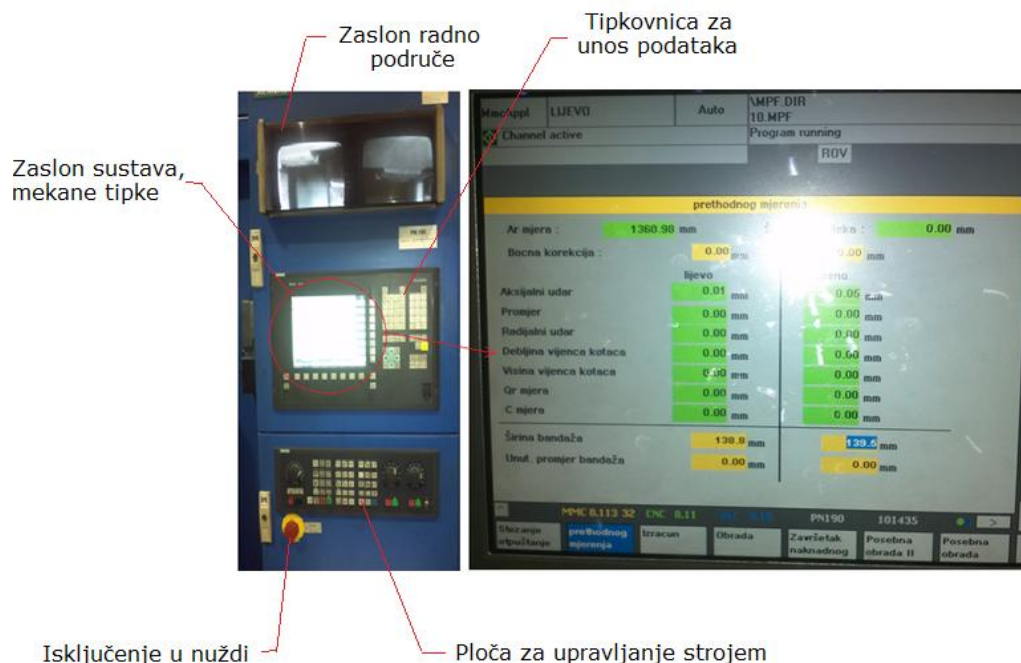 Zaslon radno
područe
Tipkovnica za
unos podataka
Zaslon sustava,
mekane tipke
Isključenje u nuždi
Ploča za upravljanje strojem
LIJEVO
Auto
\MPF.DIR
10.MPF
Channel active
Program running
ROV
prethodnog mjerenja
Ar mjera : 1360.98 mm
: 0.00 mm
Bocna korekcija : 0.00 mm 0.00 mm
lijevo
Aksijalni udar 0.01 mm 0.05 mm
Promjer 0.00 mm 0.00 mm
Radijalni udar 0.00 mm 0.00 mm
Debljina vijenca kotaca 0.00 mm 0.00 mm
Visina vijenca kotaca 0.00 mm 0.00 mm
Qr mjera 0.00 mm 0.00 mm
C mjera 0.00 mm 0.00 mm
Širina bandaža 138.8 mm 139.5 mm
Unut. promjer bandaža 0.00 mm 0.00 mm
MMC 0.113 32 CNC 8.11 PN190 101435 >
Stezanje
otpuštanje
prethodnog
mjerenja
Izracun
Obrada
Završetak
naknadnog
Posebna
obrada II
Posebna
obrada